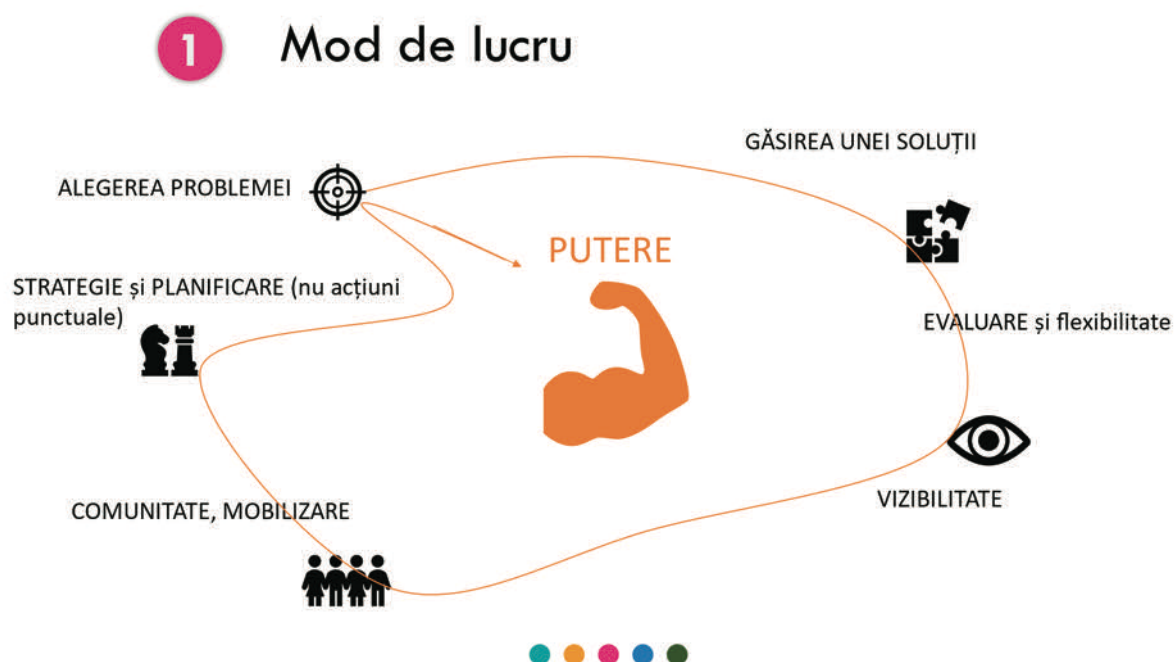 1 Mod de lucru
GĂSIREA UNEI SOLUȚII
ALEGEREA PROBLEMEI
PUTERE
STRATEGIE și PLANIFICARE (nu acțiuni
punctuale)
EVALUARE și flexibilitate
VIZIBILITATE
COMUNITATE, MOBILIZARE